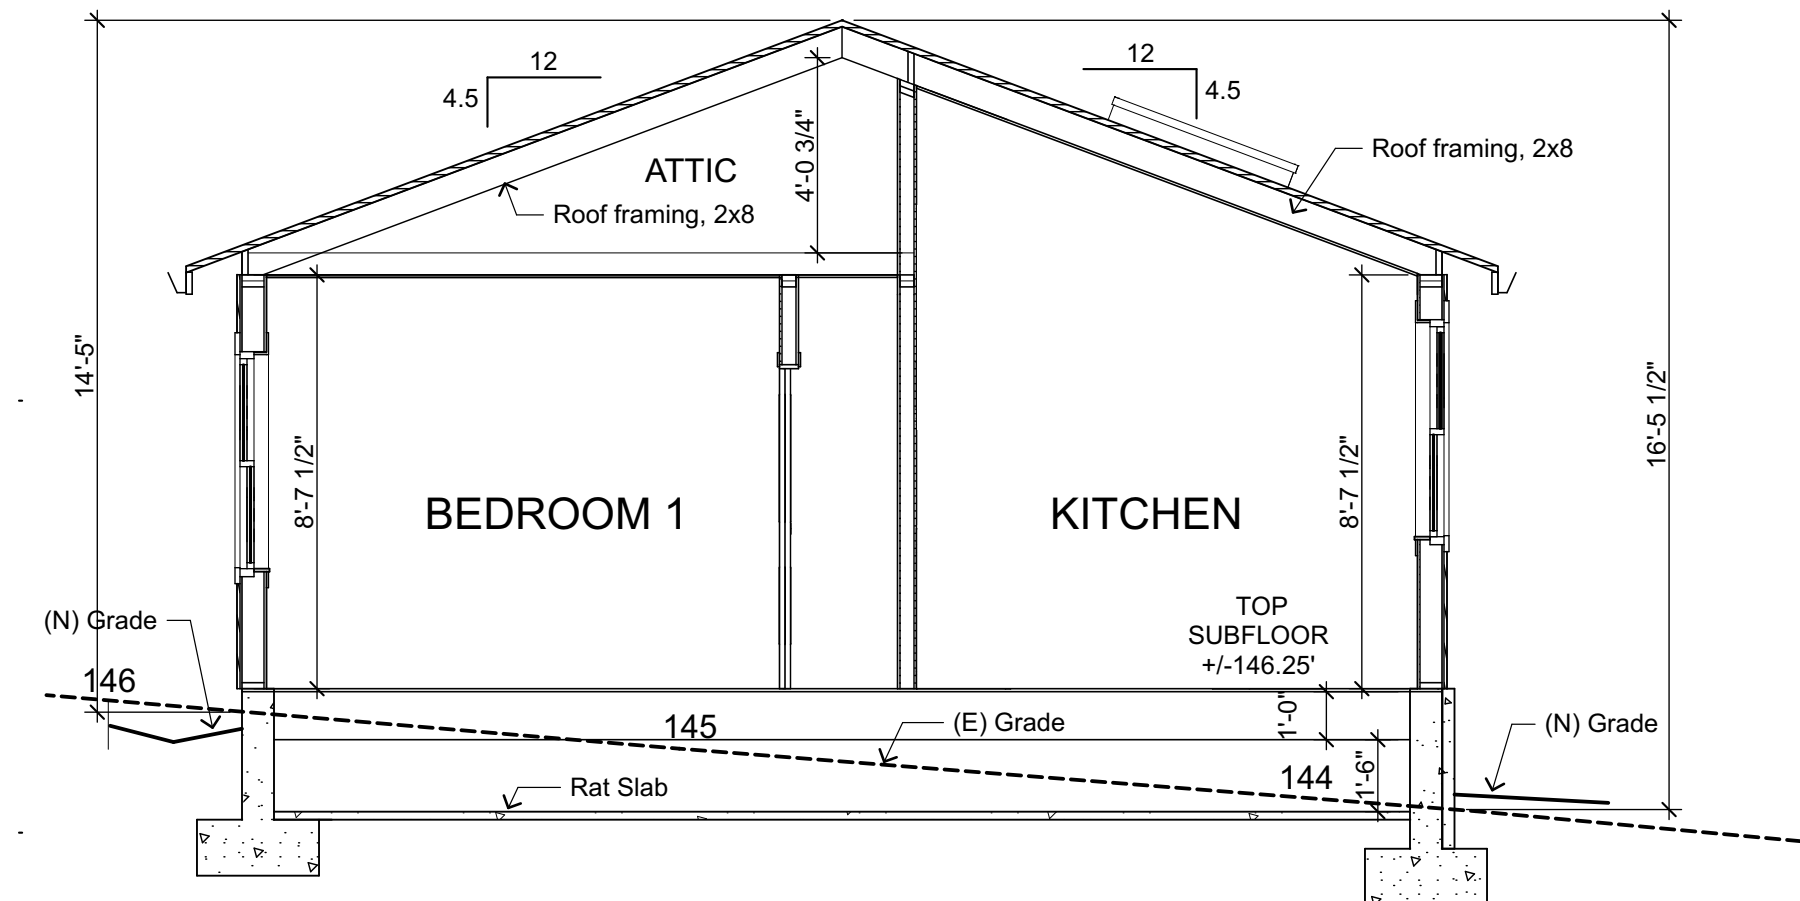 12
4.5
12
4.5
Roof framing, 2x8
4'-0 3/4"
ATTIC
Roof framing, 2x8
14'-5"
16'-5 1/2"
8'-7 1/2"
8'-7 1/2"
BEDROOM 1
KITCHEN
TOP
SUBFLOOR
+/-146.25'
(N) Grade
146
145
(E) Grade
1'-0"
(N) Grade
144
1'-6"
Rat Slab